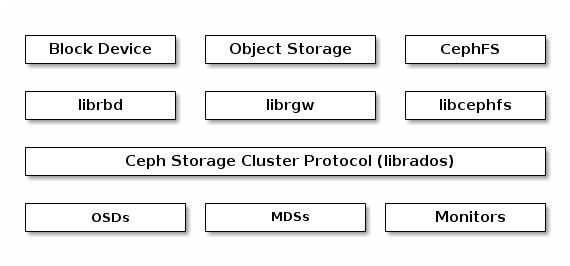 Block Device Object Storage CephFS
librbd librgw libcephfs
Ceph Storage Cluster Protocol (librados)
OSDs MDSs Monitors